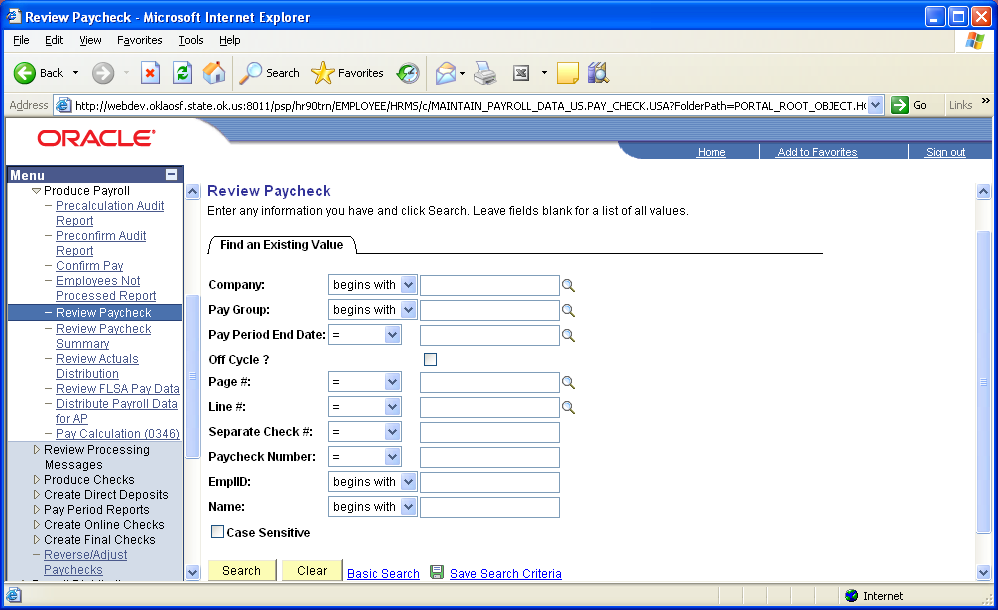 Review Paycheck - Microsoft Internet Explorer
File Edit View Favorites Tools Help
Back Search Favorites
Address http://webdev.oklaosf.state.ok.us:8011/psp/hr90trn/EMPLOYEE/HRMS/c/MAINTAIN_PAYROLL_DATA_US.PAY_CHECK.USA?FolderPath=PORTAL_ROOT_OBJECT.HC Go Links »
ORACLE
Home Add to Favorites Sign out
Menu
Produce Payroll
Precalculation Audit
Report
Preconfirm Audit
Report
Confirm Pay
Employees Not
Processed Report
Review Paycheck
Review Paycheck
Summary
Review Actuals
Distribution
Review FLSA Pay Data
Distribute Payroll Data
for AP
Pay Calculation (0346)
Review Processing
Messages
Produce Checks
Create Direct Deposits
Pay Period Reports
Create Online Checks
Create Final Checks
Reverse/Adjust
Paychecks
Review Paycheck
Enter any information you have and click Search. Leave fields blank for a list of all values.
Find an Existing Value
Company: begins with
Pay Group: begins with
Pay Period End Date: =
Off Cycle ?
Page #: =
Line #: =
Separate Check #: =
Paycheck Number: =
EmplID: begins with
Name: begins with
Case Sensitive
Search Clear Basic Search Save Search Criteria
Internet